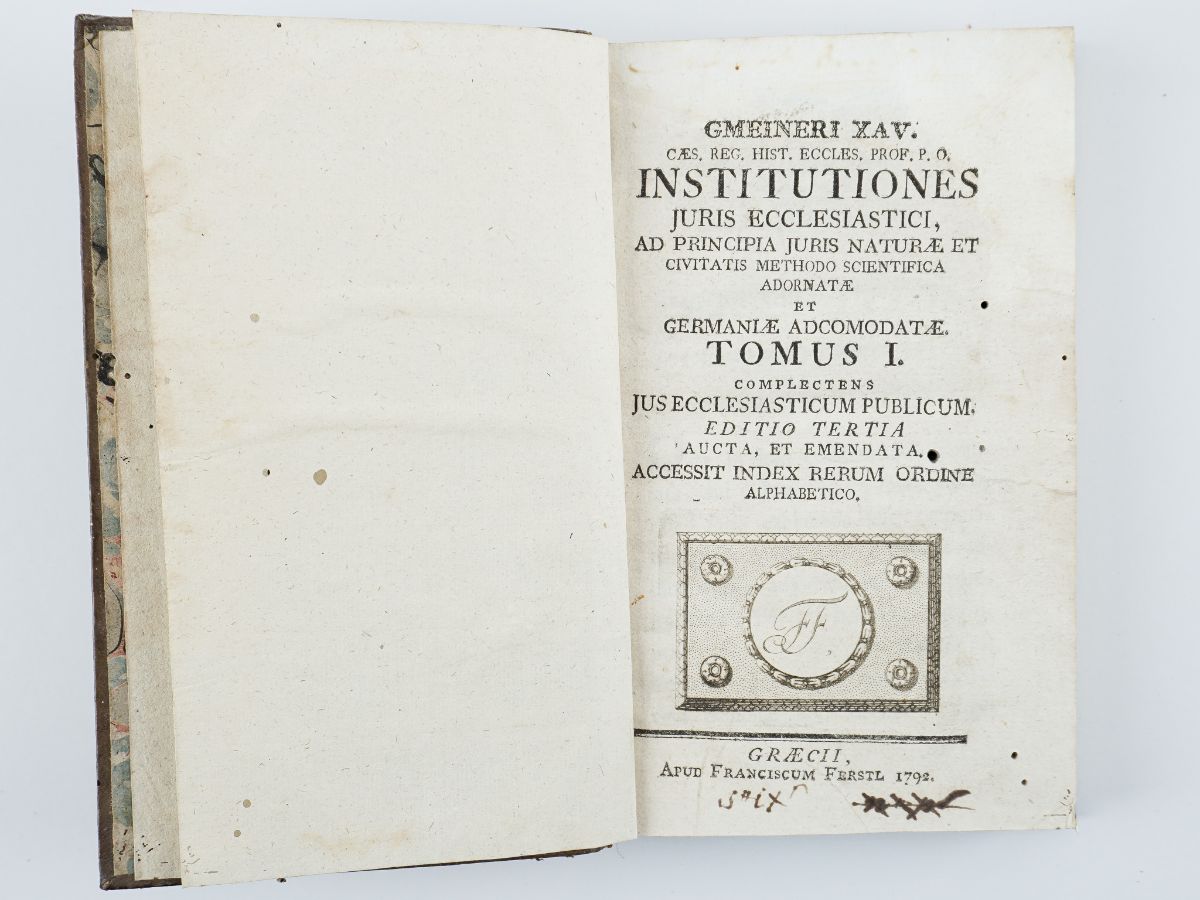 GMEINERI XAV.
CÆS. REG. HIST. ECCLES. PROF. P. O.
INSTITUTIONES
JURIS ECCLESIASTICI,
AD PRINCIPIA JURIS NATURÆ ET
CIVITATIS METHODO SCIENTIFICA
ADORNATÆ
ET
GERMANIÆ ADCOMODATÆ.
TOMUS I.
COMPLECTENS
JUS ECCLESIASTICUM PUBLICUM.
EDITIO TERTIA
AUCTA, ET EMENDATA.
ACCESSIT INDEX RERUM ORDINE
ALPHABETICO.
FF
GRÆCII,
APUD FRANCISCUM FERSTL 1792.